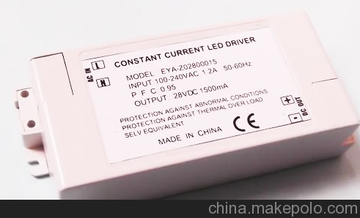 CONSTANT CURRENT LED DRIVER
MODEL EYA-Z02800015
INPUT 100-240VAC 1.2A 50-60Hz
P F C 0.95
OUTPUT 28VDC 1500mA
PROTECTION AGAINST ABNORMAL CONDITIONS
PROTECTION AGAINST THERMAL OVER LOAD
SELV EQUIVALENT
MADE IN CHINA CE
L
N
AC IN
+
-
DC OUT
china.makepolo.com